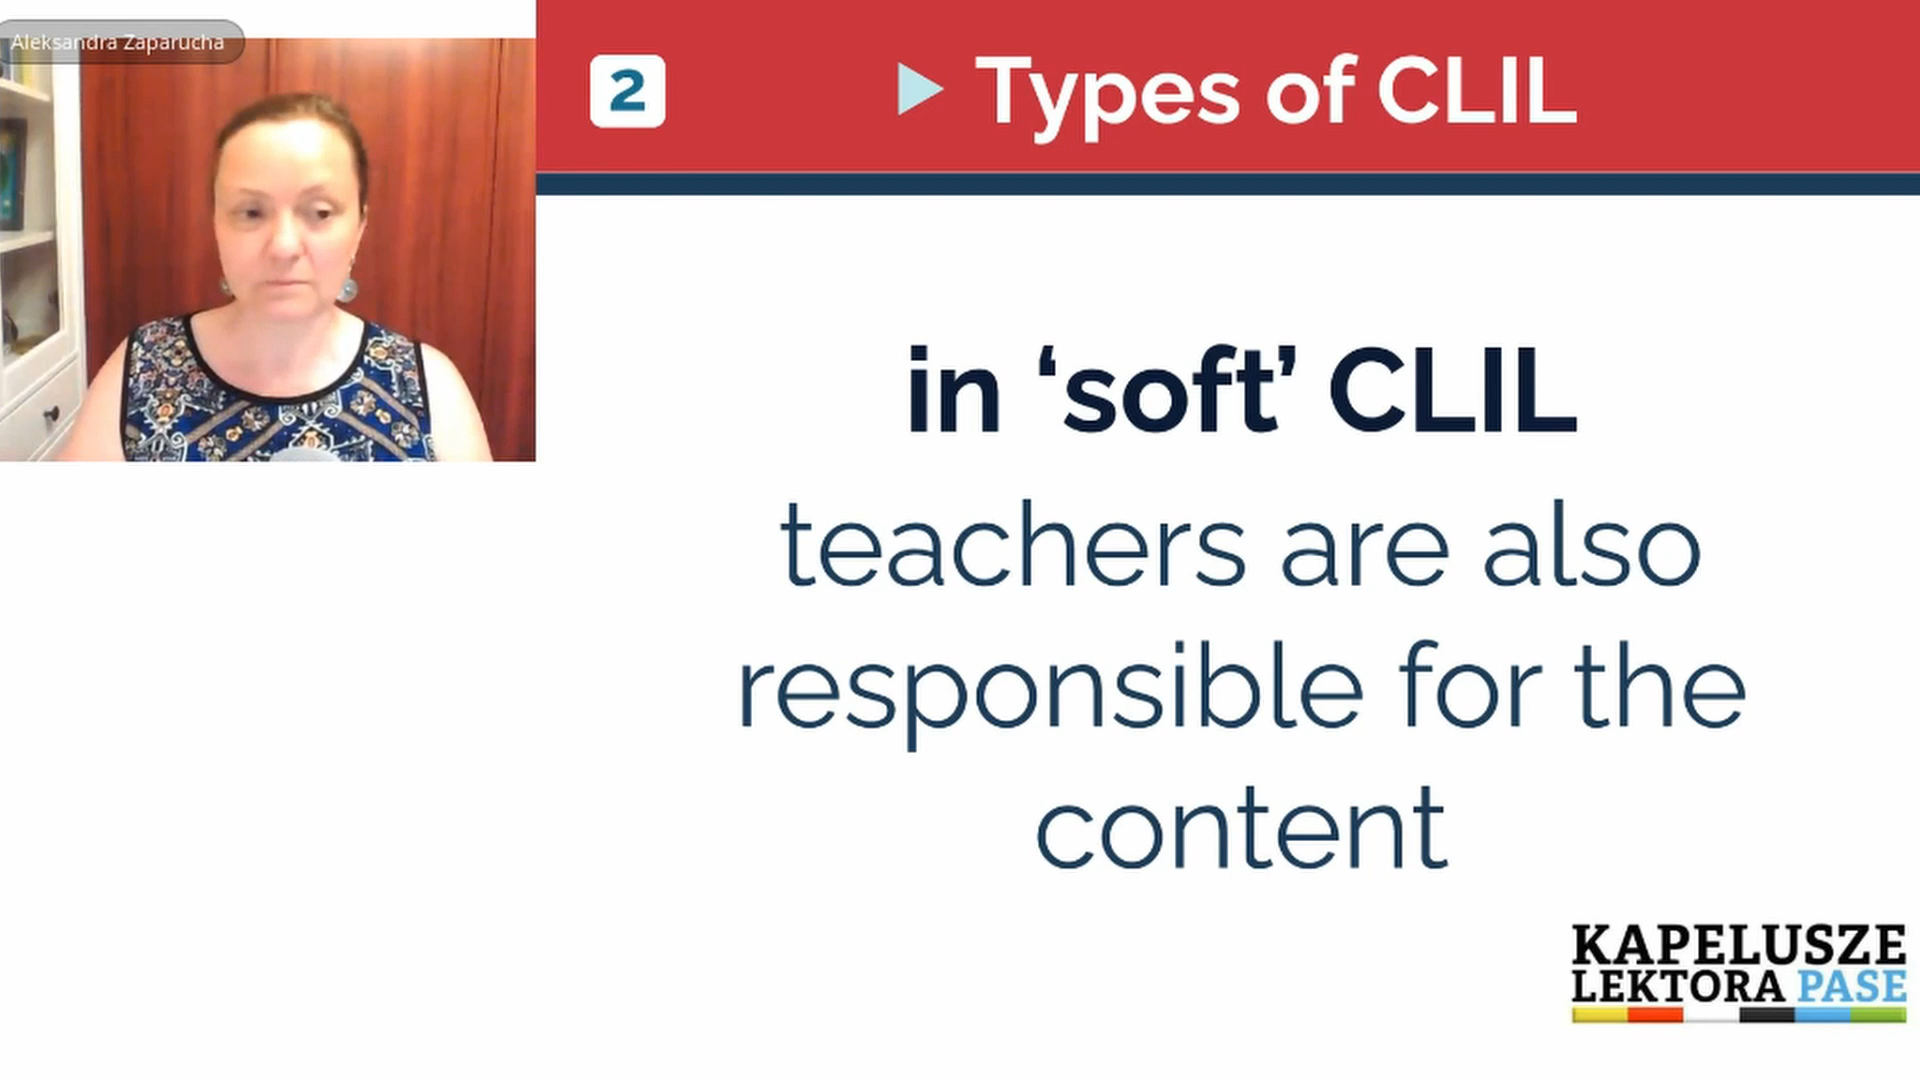 Aleksandra Zaparucha
2
Types of CLIL
in ‘soft’ CLIL
teachers are also
responsible for the
content
KAPELUSZE
LEKTORA PASE